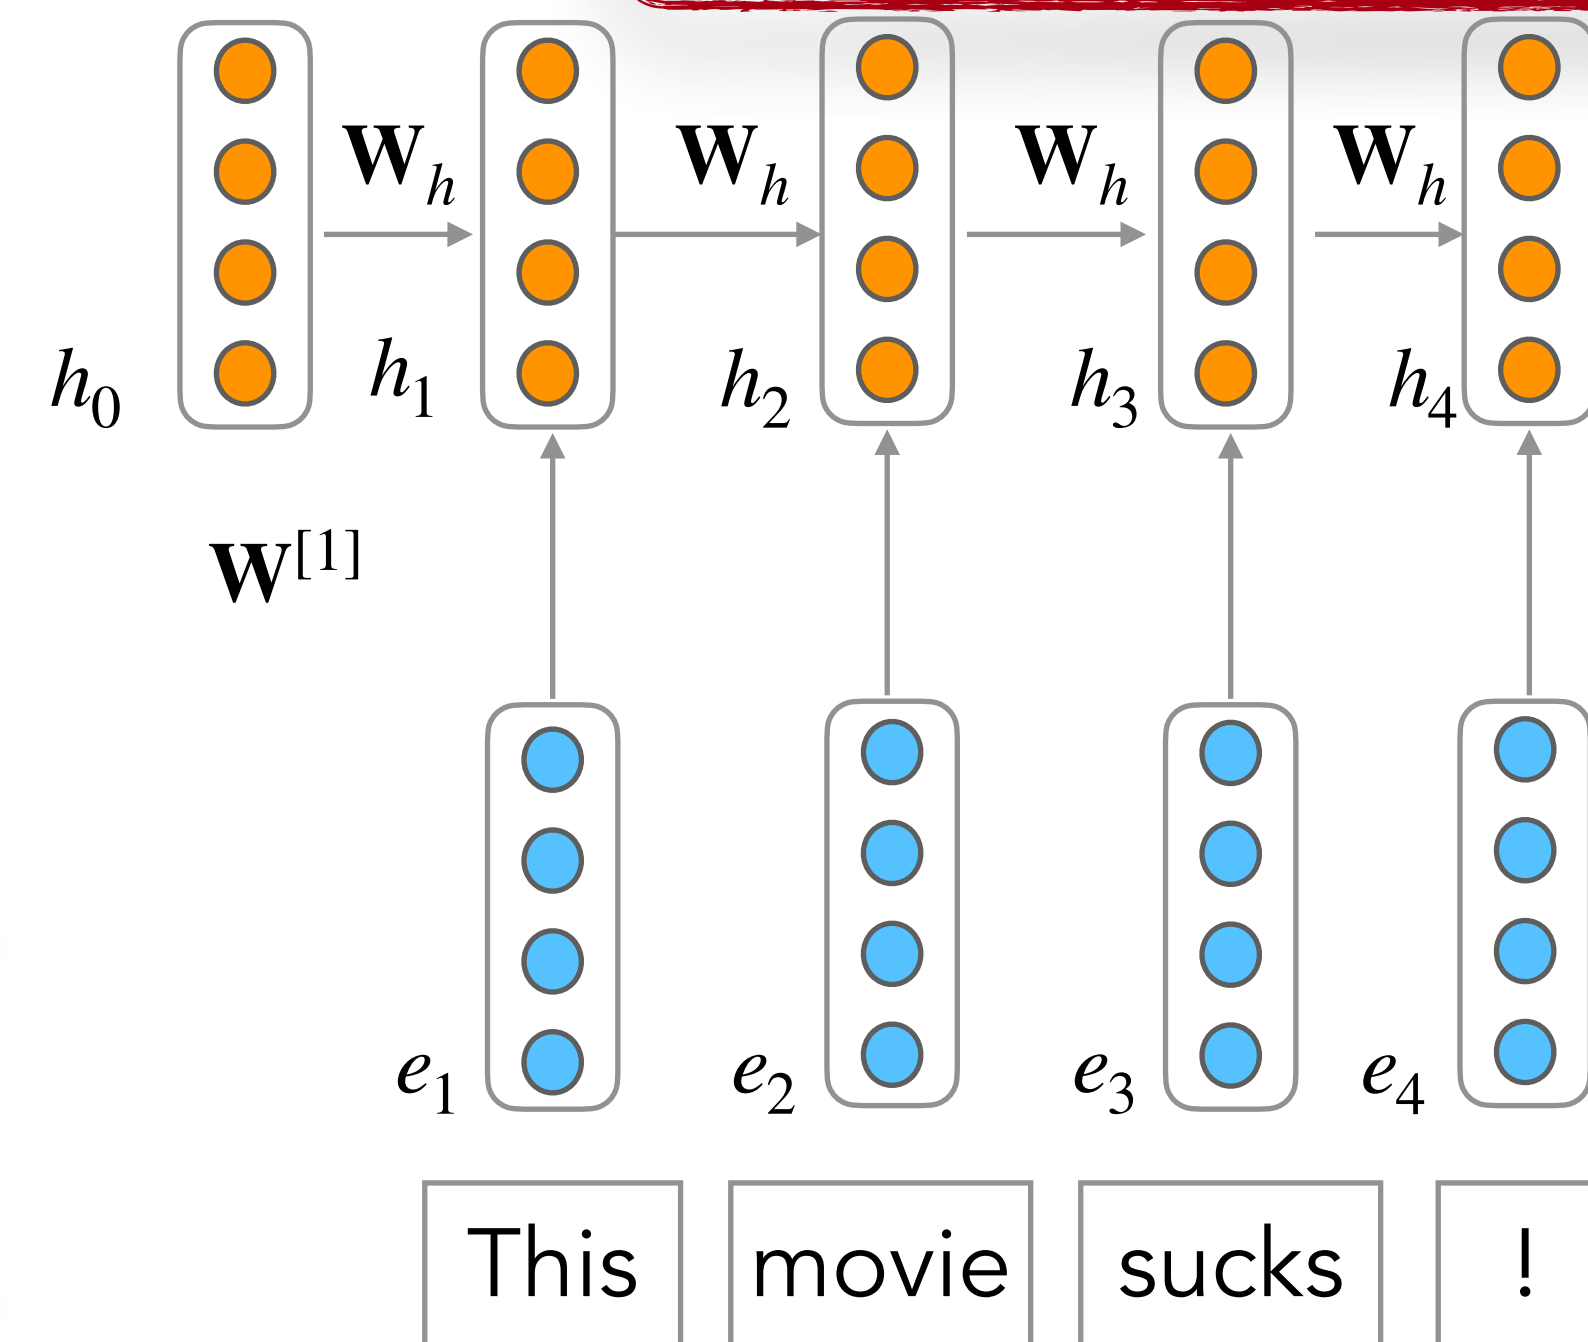 W_h W_h W_h W_h
h_0 h_1 h_2 h_3 h_4
W^[1]
e_1 e_2 e_3 e_4
This movie sucks !